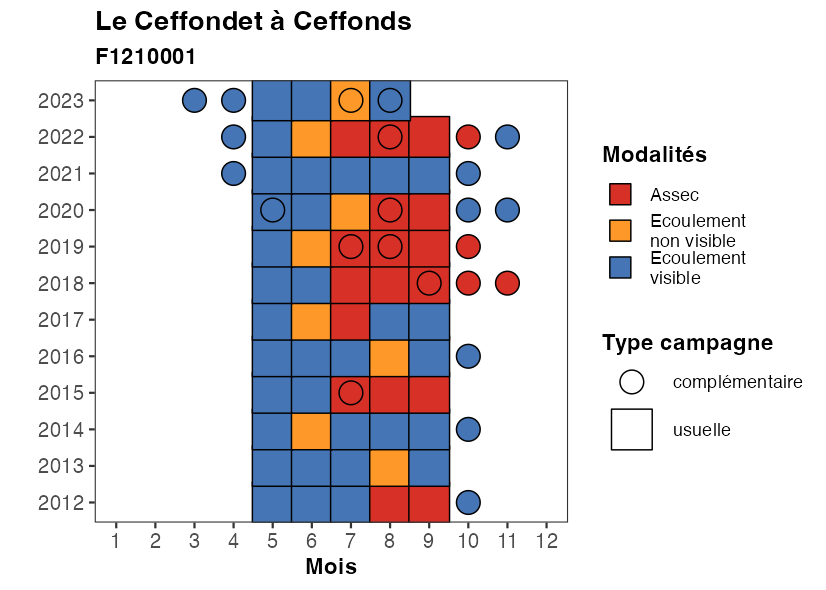 Le Ceffondet à Ceffonds
F1210001
2023
2022
2021
2020
2019
2018
2017
2016
2015
2014
2013
2012
1 2 3 4 5 6 7 8 9 10 11 12
Mois
Modalités
Assec
Ecoulement
non visible
Ecoulement
visible
Type campagne
complémentaire
usuelle